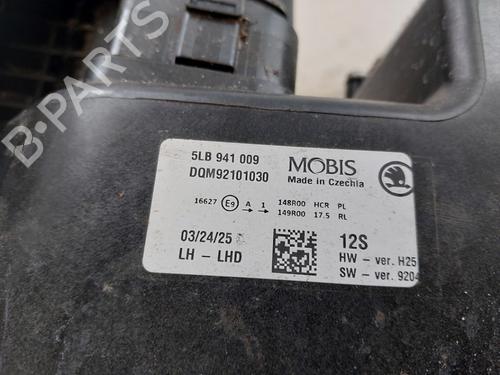 5LB 941 009
DQM92101030
MOBIS
Made in Czechia
16627 E9 A 1 148R00 HCR PL
149R00 17.5 RL
03/24/25
LH - LHD
12S
HW - ver. H25
SW - ver. 9204
B-PARTS